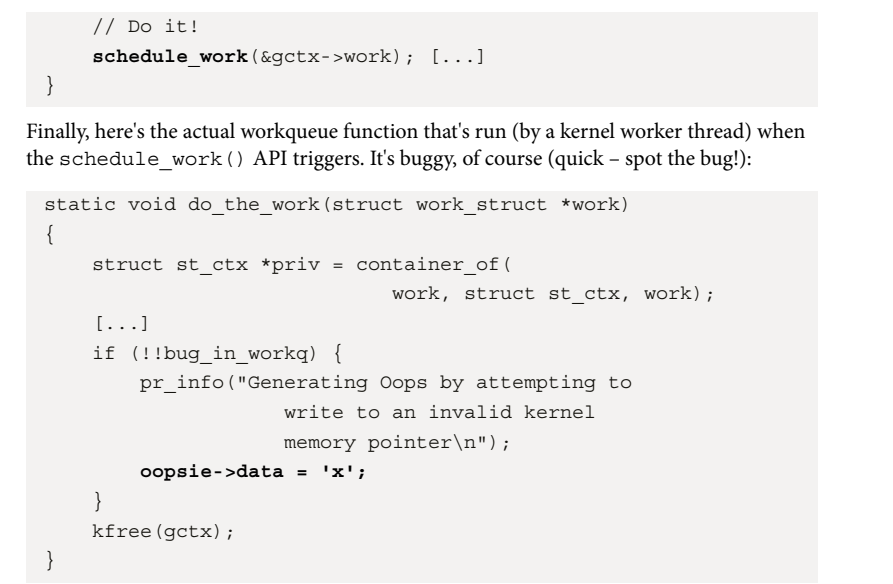 // Do it!
schedule_work(&gctx->work); [...]
}
Finally, here's the actual workqueue function that's run (by a kernel worker thread) when
the schedule_work() API triggers. It's buggy, of course (quick – spot the bug!):
static void do_the_work(struct work_struct *work)
{
struct st_ctx *priv = container_of(
work, struct st_ctx, work);
[...]
if (!!bug_in_workq) {
pr_info("Generating Oops by attempting to
write to an invalid kernel
memory pointer\n");
oopsie->data = 'x';
}
kfree(gctx);
}